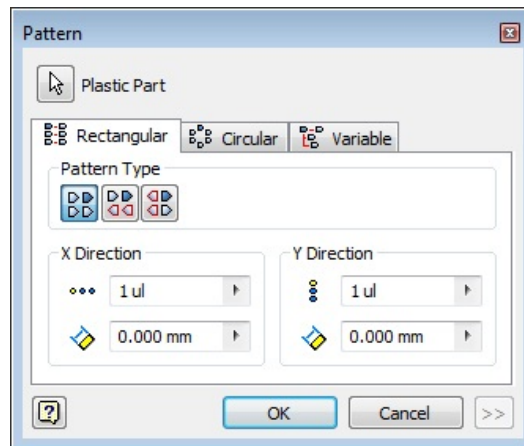 Pattern
Plastic Part
Rectangular Circular Variable
Pattern Type
X Direction Y Direction
1 ul 1 ul
0.000 mm 0.000 mm
? OK Cancel >>